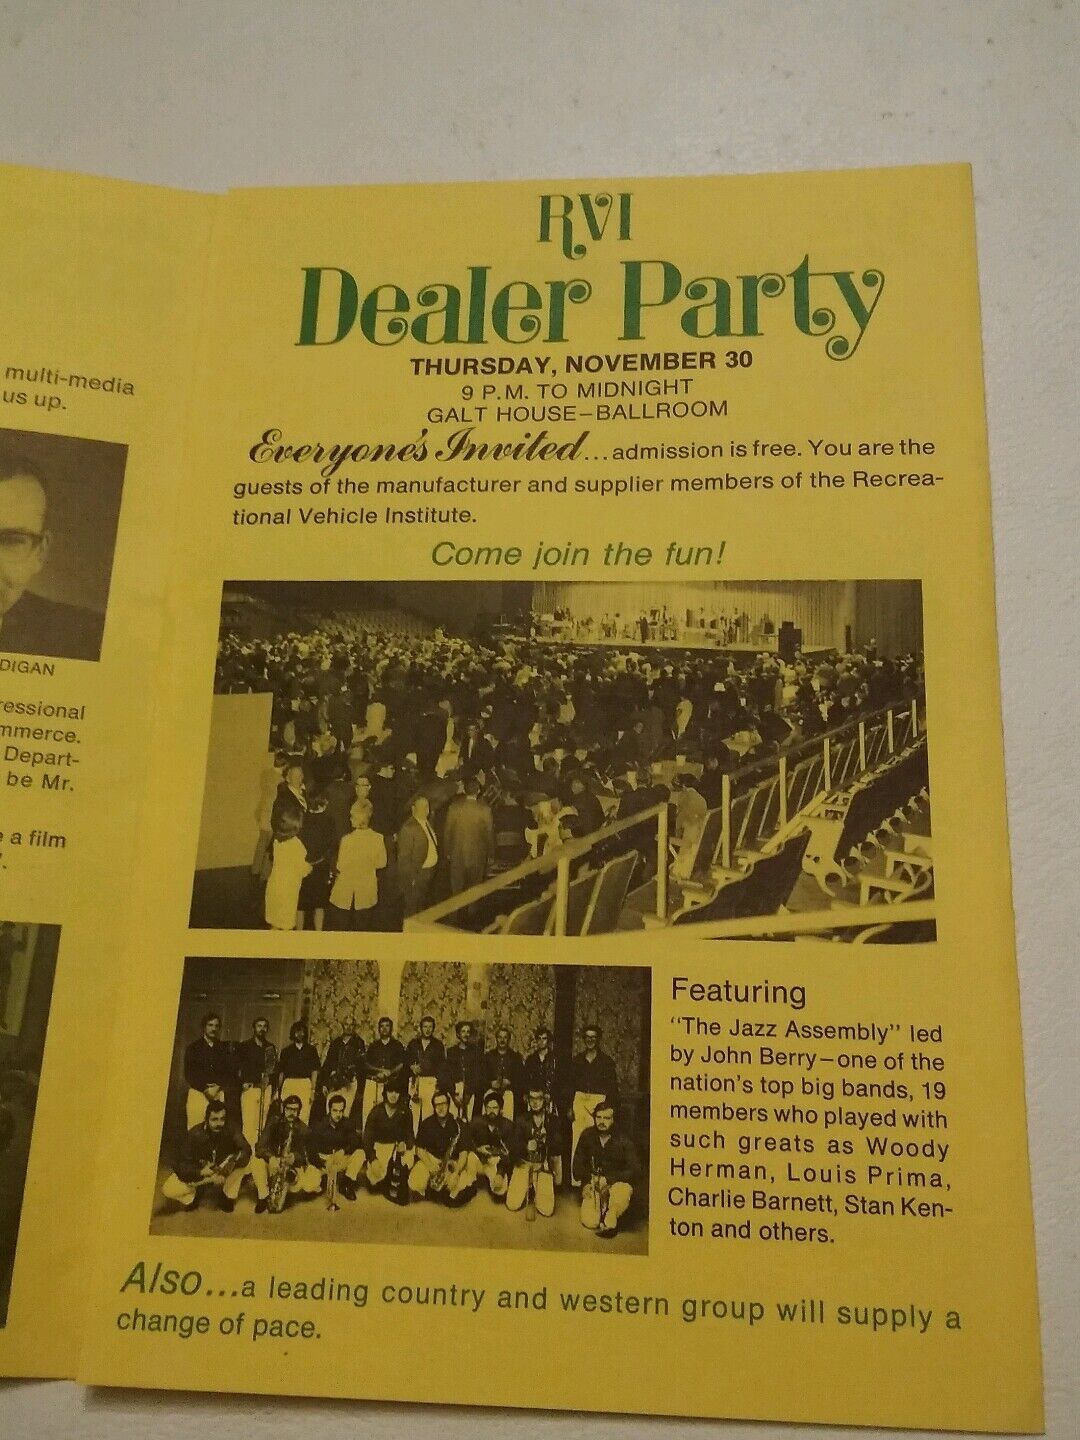 multi-media
us up.
DIGAN
ressional
mmerce.
Depart-
be Mr.
a film
RVI
Dealer Party
THURSDAY, NOVEMBER 30
9 P.M. TO MIDNIGHT
GALT HOUSE–BALLROOM
Everyone's Invited...admission is free. You are the
guests of the manufacturer and supplier members of the Recrea-
tional Vehicle Institute.
Come join the fun!
Featuring
"The Jazz Assembly" led
by John Berry–one of the
nation's top big bands, 19
members who played with
such greats as Woody
Herman, Louis Prima,
Charlie Barnett, Stan Ken-
ton and others.
Also...a leading country and western group will supply a
change of pace.